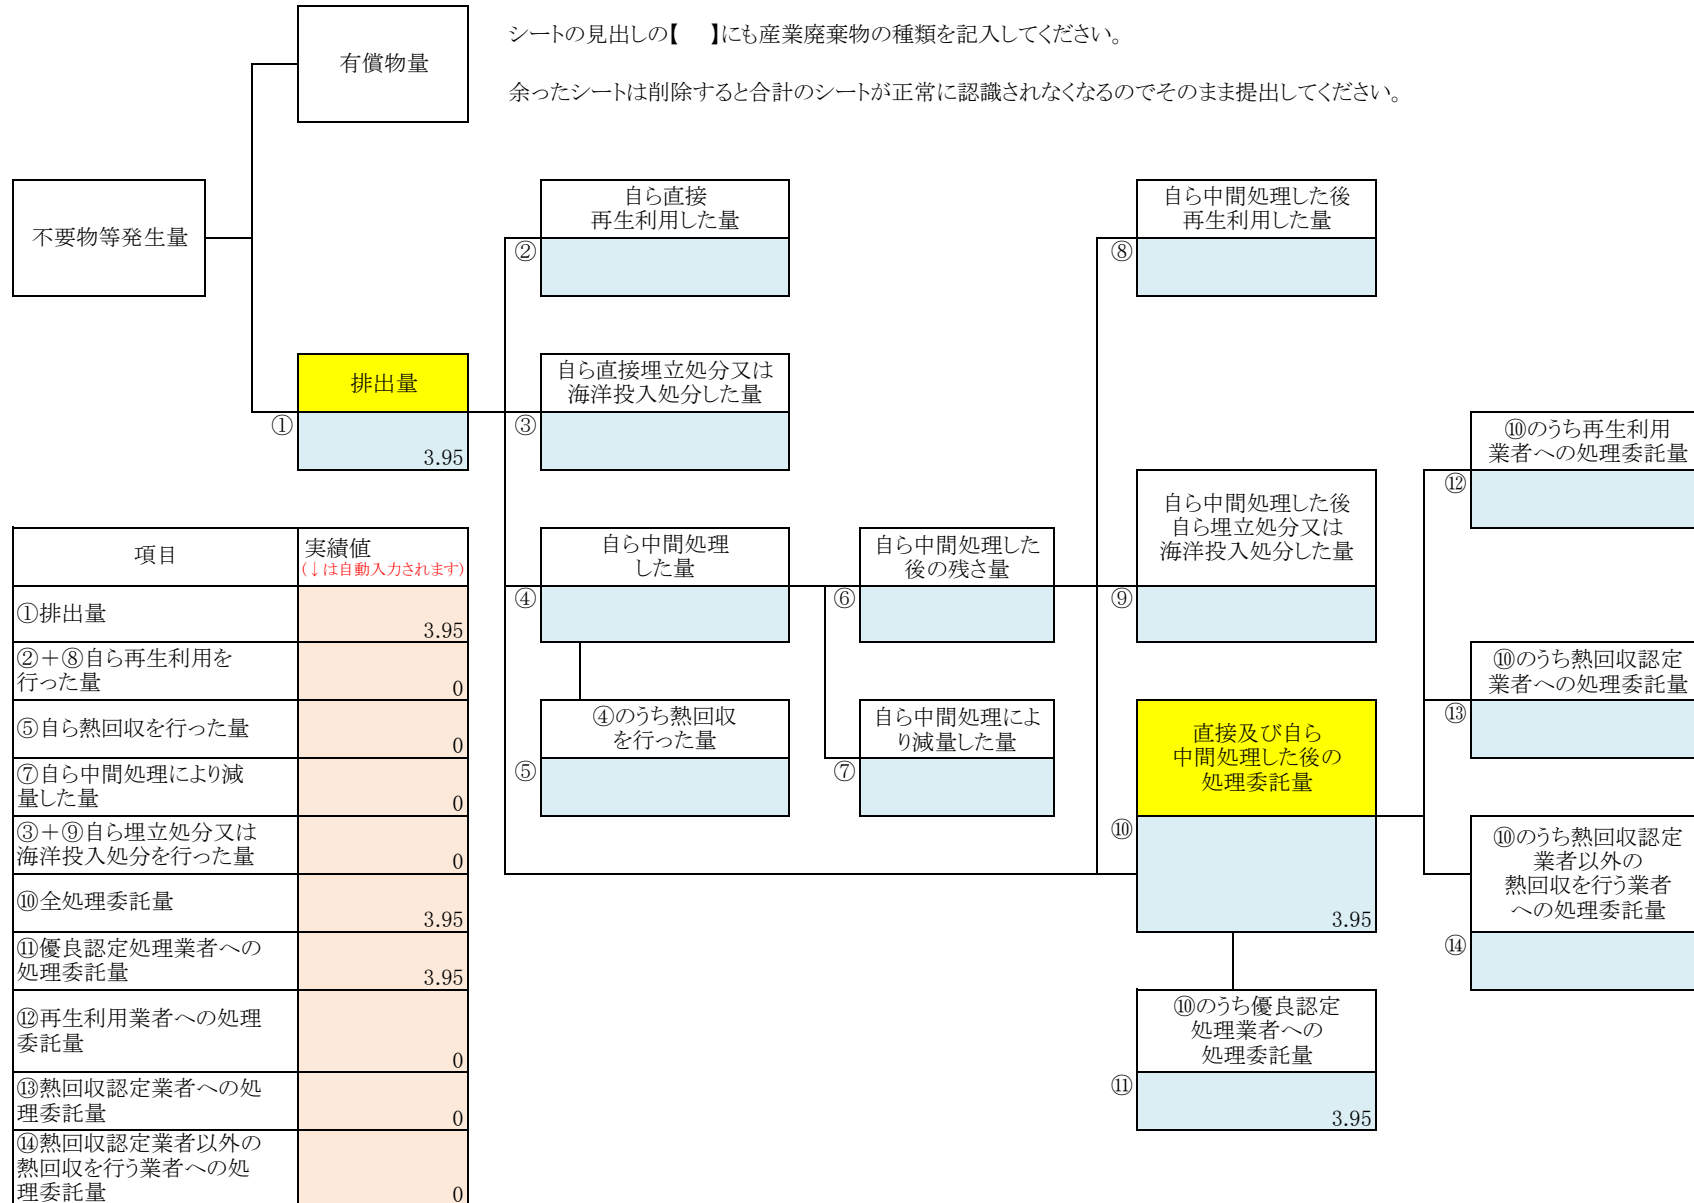 有償物量
シートの見出しの【　】にも産業廃棄物の種類を記入してください。
余ったシートは削除すると合計のシートが正常に認識されなくなるのでそのまま提出してください。
不要物等発生量
自ら直接
再生利用した量
②
自ら中間処理した後
再生利用した量
⑧
排出量
①
3.95
自ら直接埋立処分又は
海洋投入処分した量
③
⑩のうち再生利用
業者への処理委託量
⑫
自ら中間処理
した量
④
自ら中間処理した
後の残さ量
⑥
自ら中間処理した後
自ら埋立処分又は
海洋投入処分した量
⑨
④のうち熱回収
を行った量
⑤
自ら中間処理によ
り減量した量
⑦
直接及び自ら
中間処理した後の
処理委託量
⑩
3.95
⑩のうち熱回収認定
業者への処理委託量
⑬
⑩のうち熱回収認定
業者以外の
熱回収を行う業者
への処理委託量
⑭
⑩のうち優良認定
処理業者への
処理委託量
⑪
3.95
項目
実績値
(↓は自動入力されます)
①排出量
3.95
②＋⑧自ら再生利用を
行った量
0
⑤自ら熱回収を行った量
0
⑦自ら中間処理により減
量した量
0
③＋⑨自ら埋立処分又は
海洋投入処分を行った量
0
⑩全処理委託量
3.95
⑪優良認定処理業者への
処理委託量
3.95
⑫再生利用業者への処理
委託量
0
⑬熱回収認定業者への処
理委託量
0
⑭熱回収認定業者以外の
熱回収を行う業者への処
理委託量
0